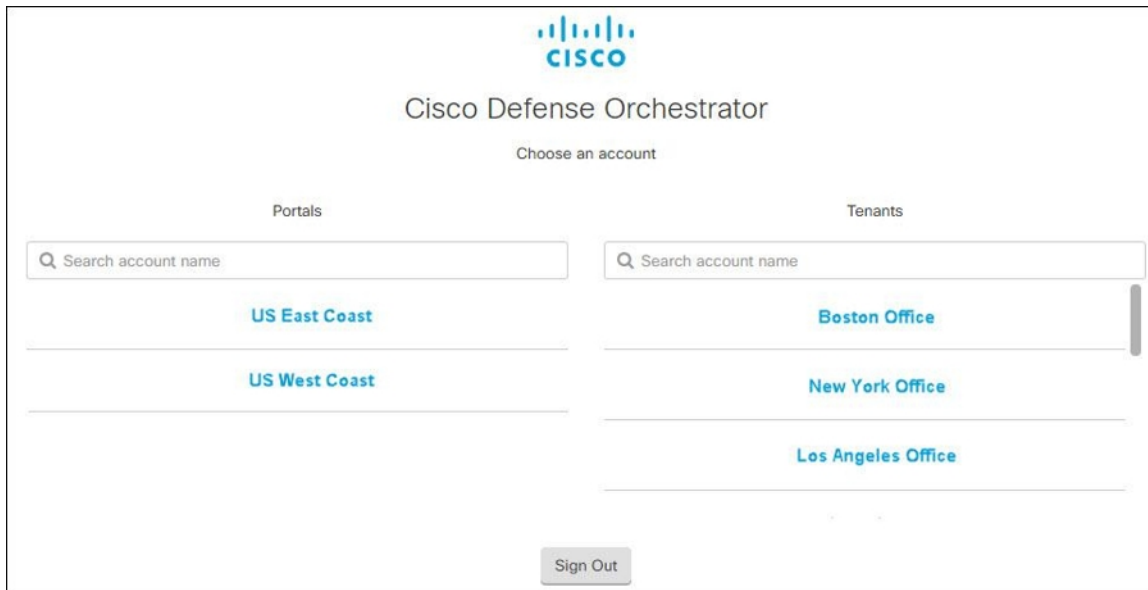 CISCO
Cisco Defense Orchestrator
Choose an account
Portals
Search account name
US East Coast
US West Coast
Tenants
Search account name
Boston Office
New York Office
Los Angeles Office
Sign Out